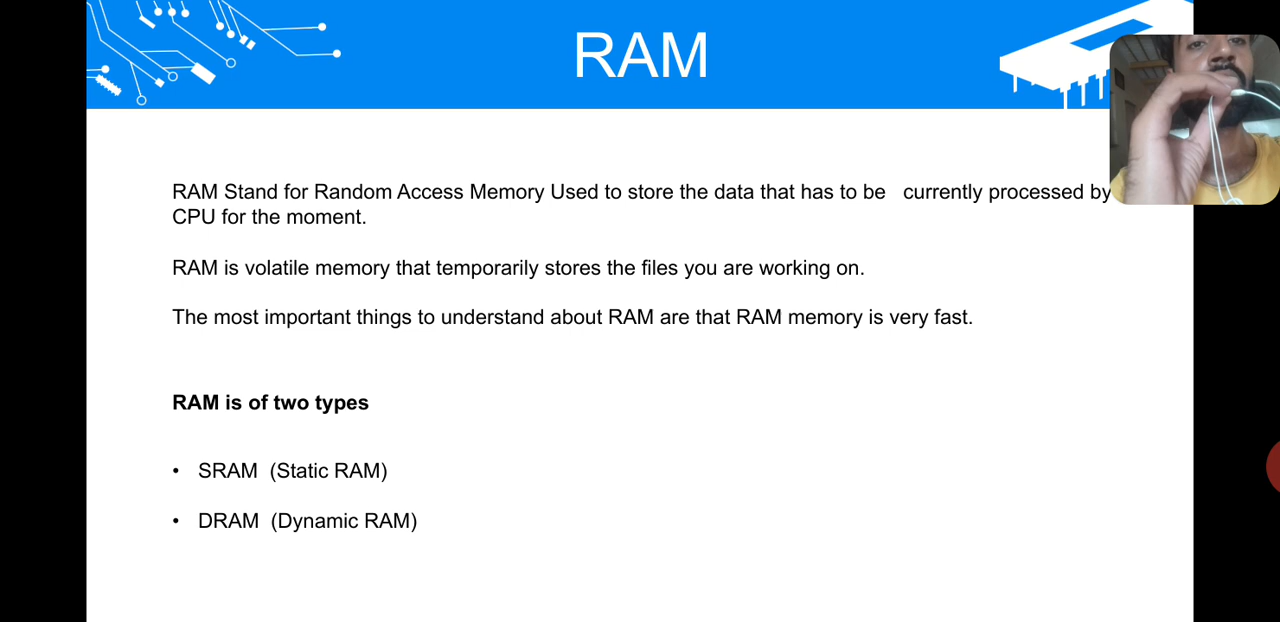 RAM
RAM Stand for Random Access Memory Used to store the data that has to be currently processed by
CPU for the moment.
RAM is volatile memory that temporarily stores the files you are working on.
The most important things to understand about RAM are that RAM memory is very fast.
RAM is of two types
• SRAM (Static RAM)
• DRAM (Dynamic RAM)